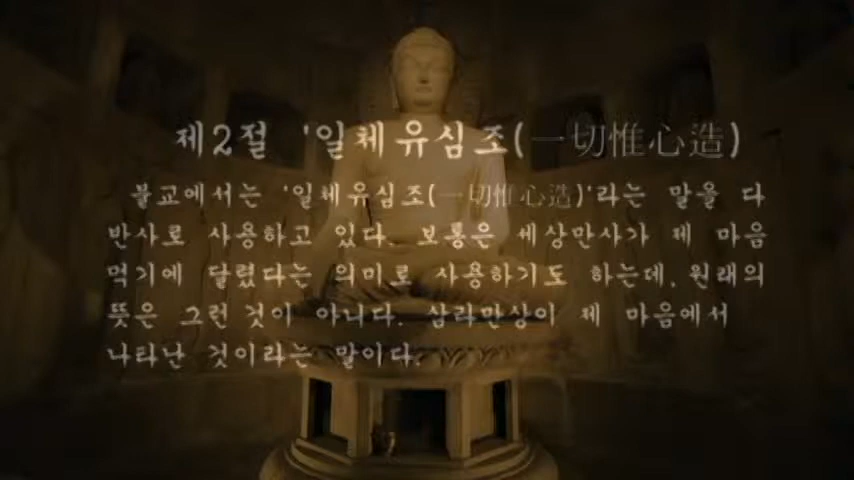 제2절 '일체유심조(一切惟心造)
불교에서는 '일체유심조(一切惟心造)'라는 말을 다
반사로 사용하고 있다. 보통은 세상만사가 제 마음
먹기에 달렸다는 의미로 사용하기도 하는데, 원래의
뜻은 그런 것이 아니다. 삼라만상이 제 마음에서
나타난 것이라는 말이다.